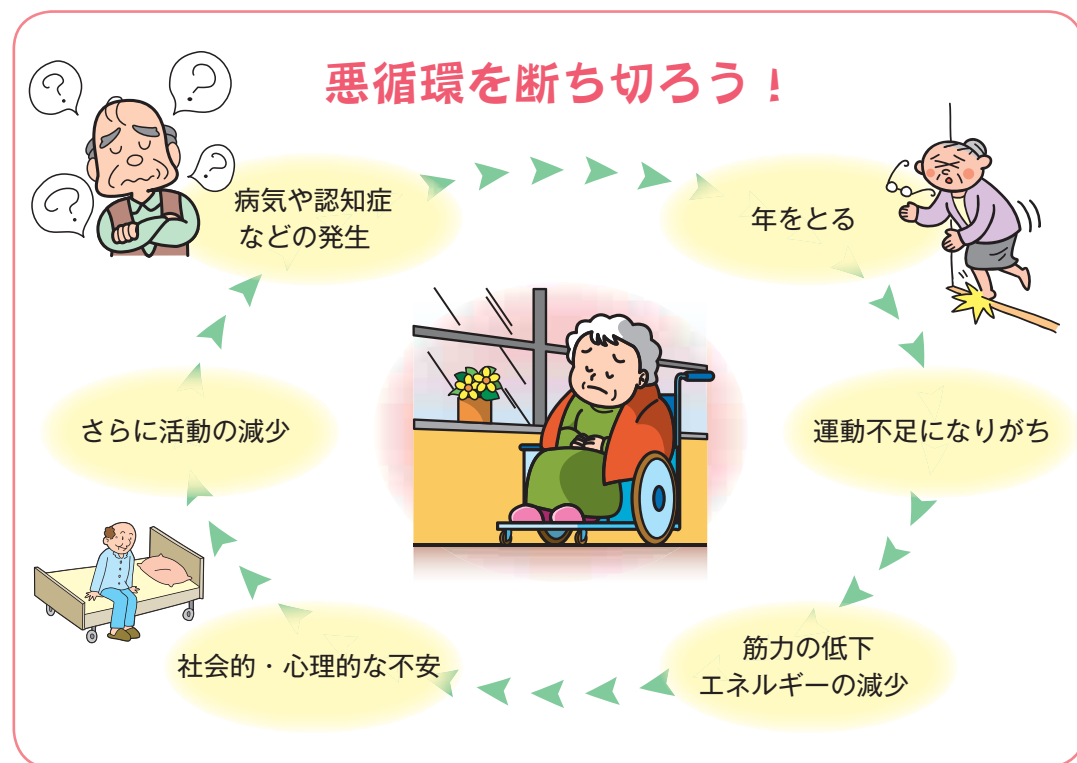 悪循環を断ち切ろう！
?
?
?
?
病気や認知症
などの発生
年をとる
さらに活動の減少
運動不足になりがち
社会的・心理的な不安
筋力の低下
エネルギーの減少